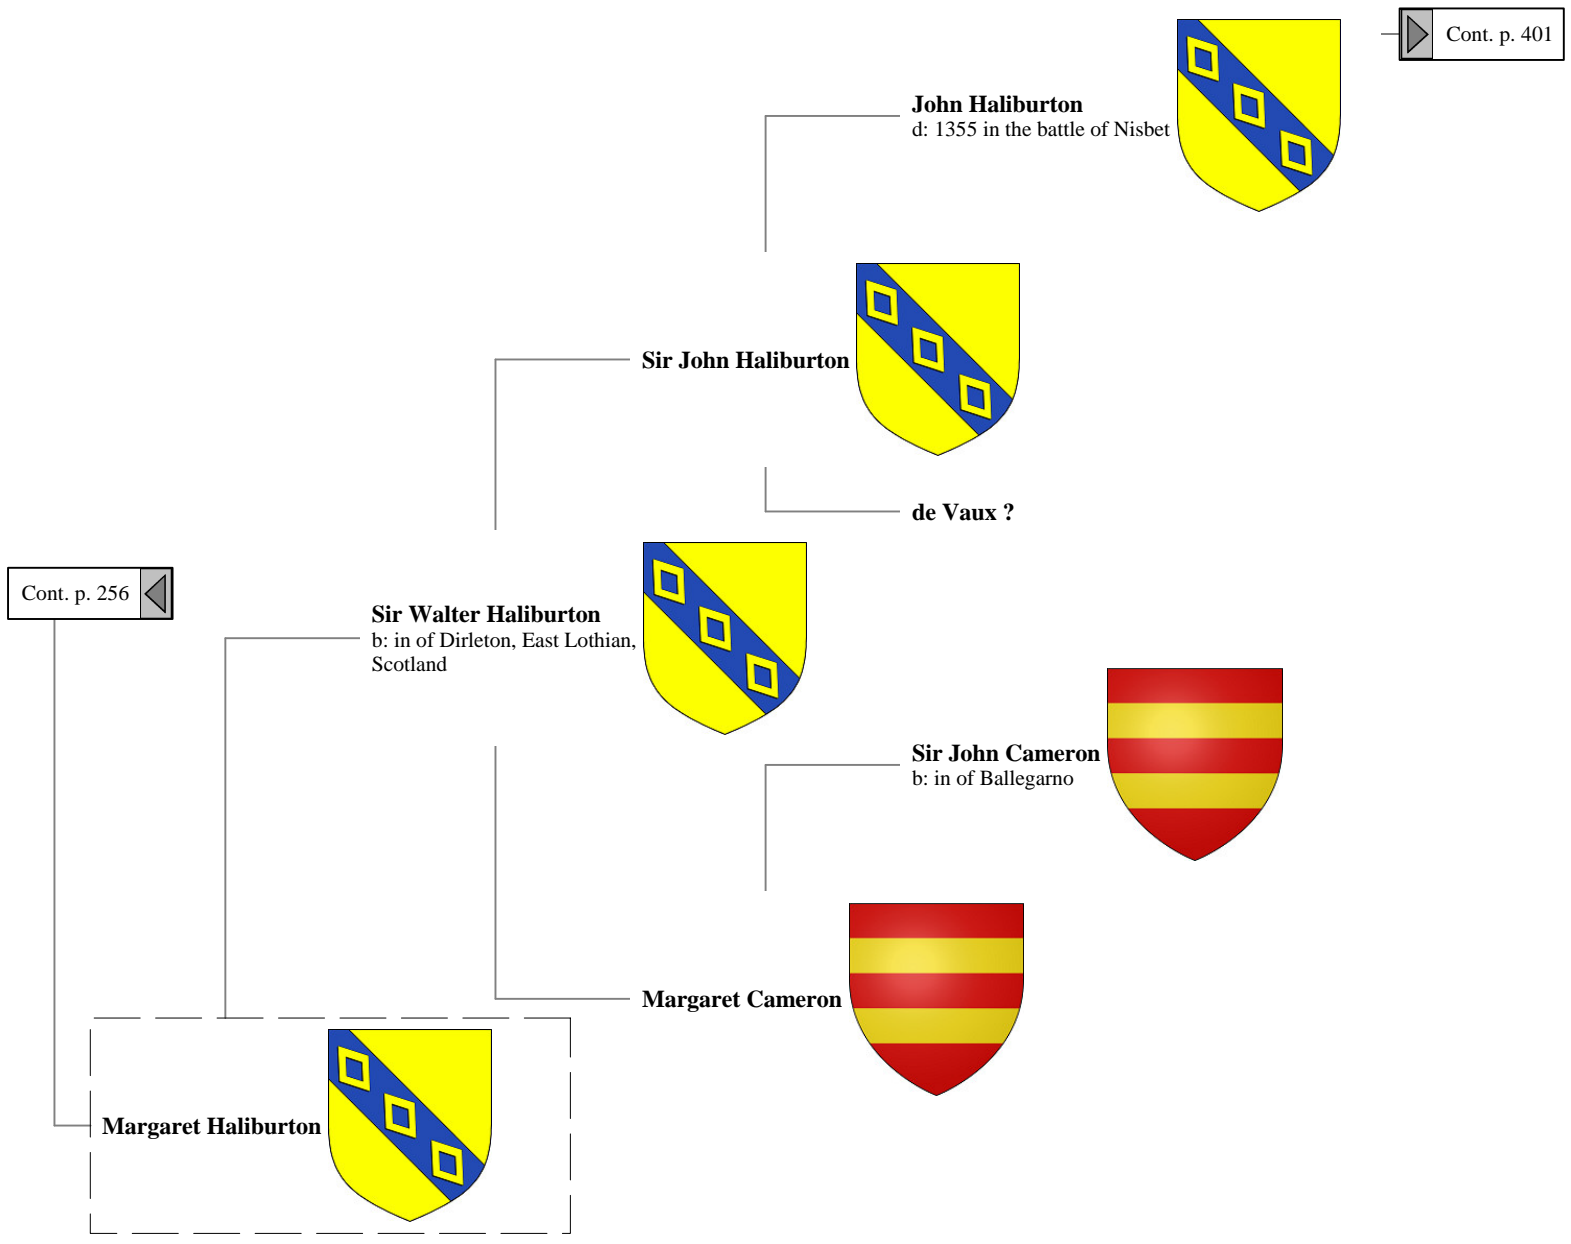 Cont. p. 401
John Haliburton
d: 1355 in the battle of Nisbet
Sir John Haliburton
de Vaux ?
Cont. p. 256
Sir Walter Haliburton
b: in of Dirleton, East Lothian,
Scotland
Sir John Cameron
b: in of Ballegarno
Margaret Cameron
Margaret Haliburton